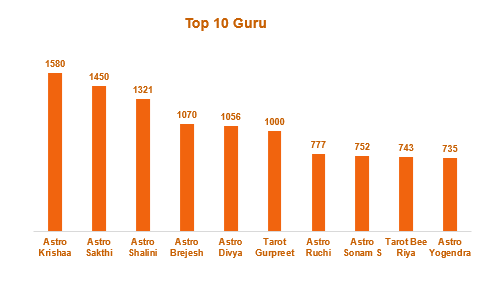 Top 10 Guru
1580
1450
1321
1070
1056
1000
777
752
743
735
Astro Krishaa
Astro Sakthi
Astro Shalini
Astro Brejesh
Astro Divya
Tarot Gurpreet
Astro Ruchi
Astro Sonam S
Tarot Bee Riya
Astro Yogendra